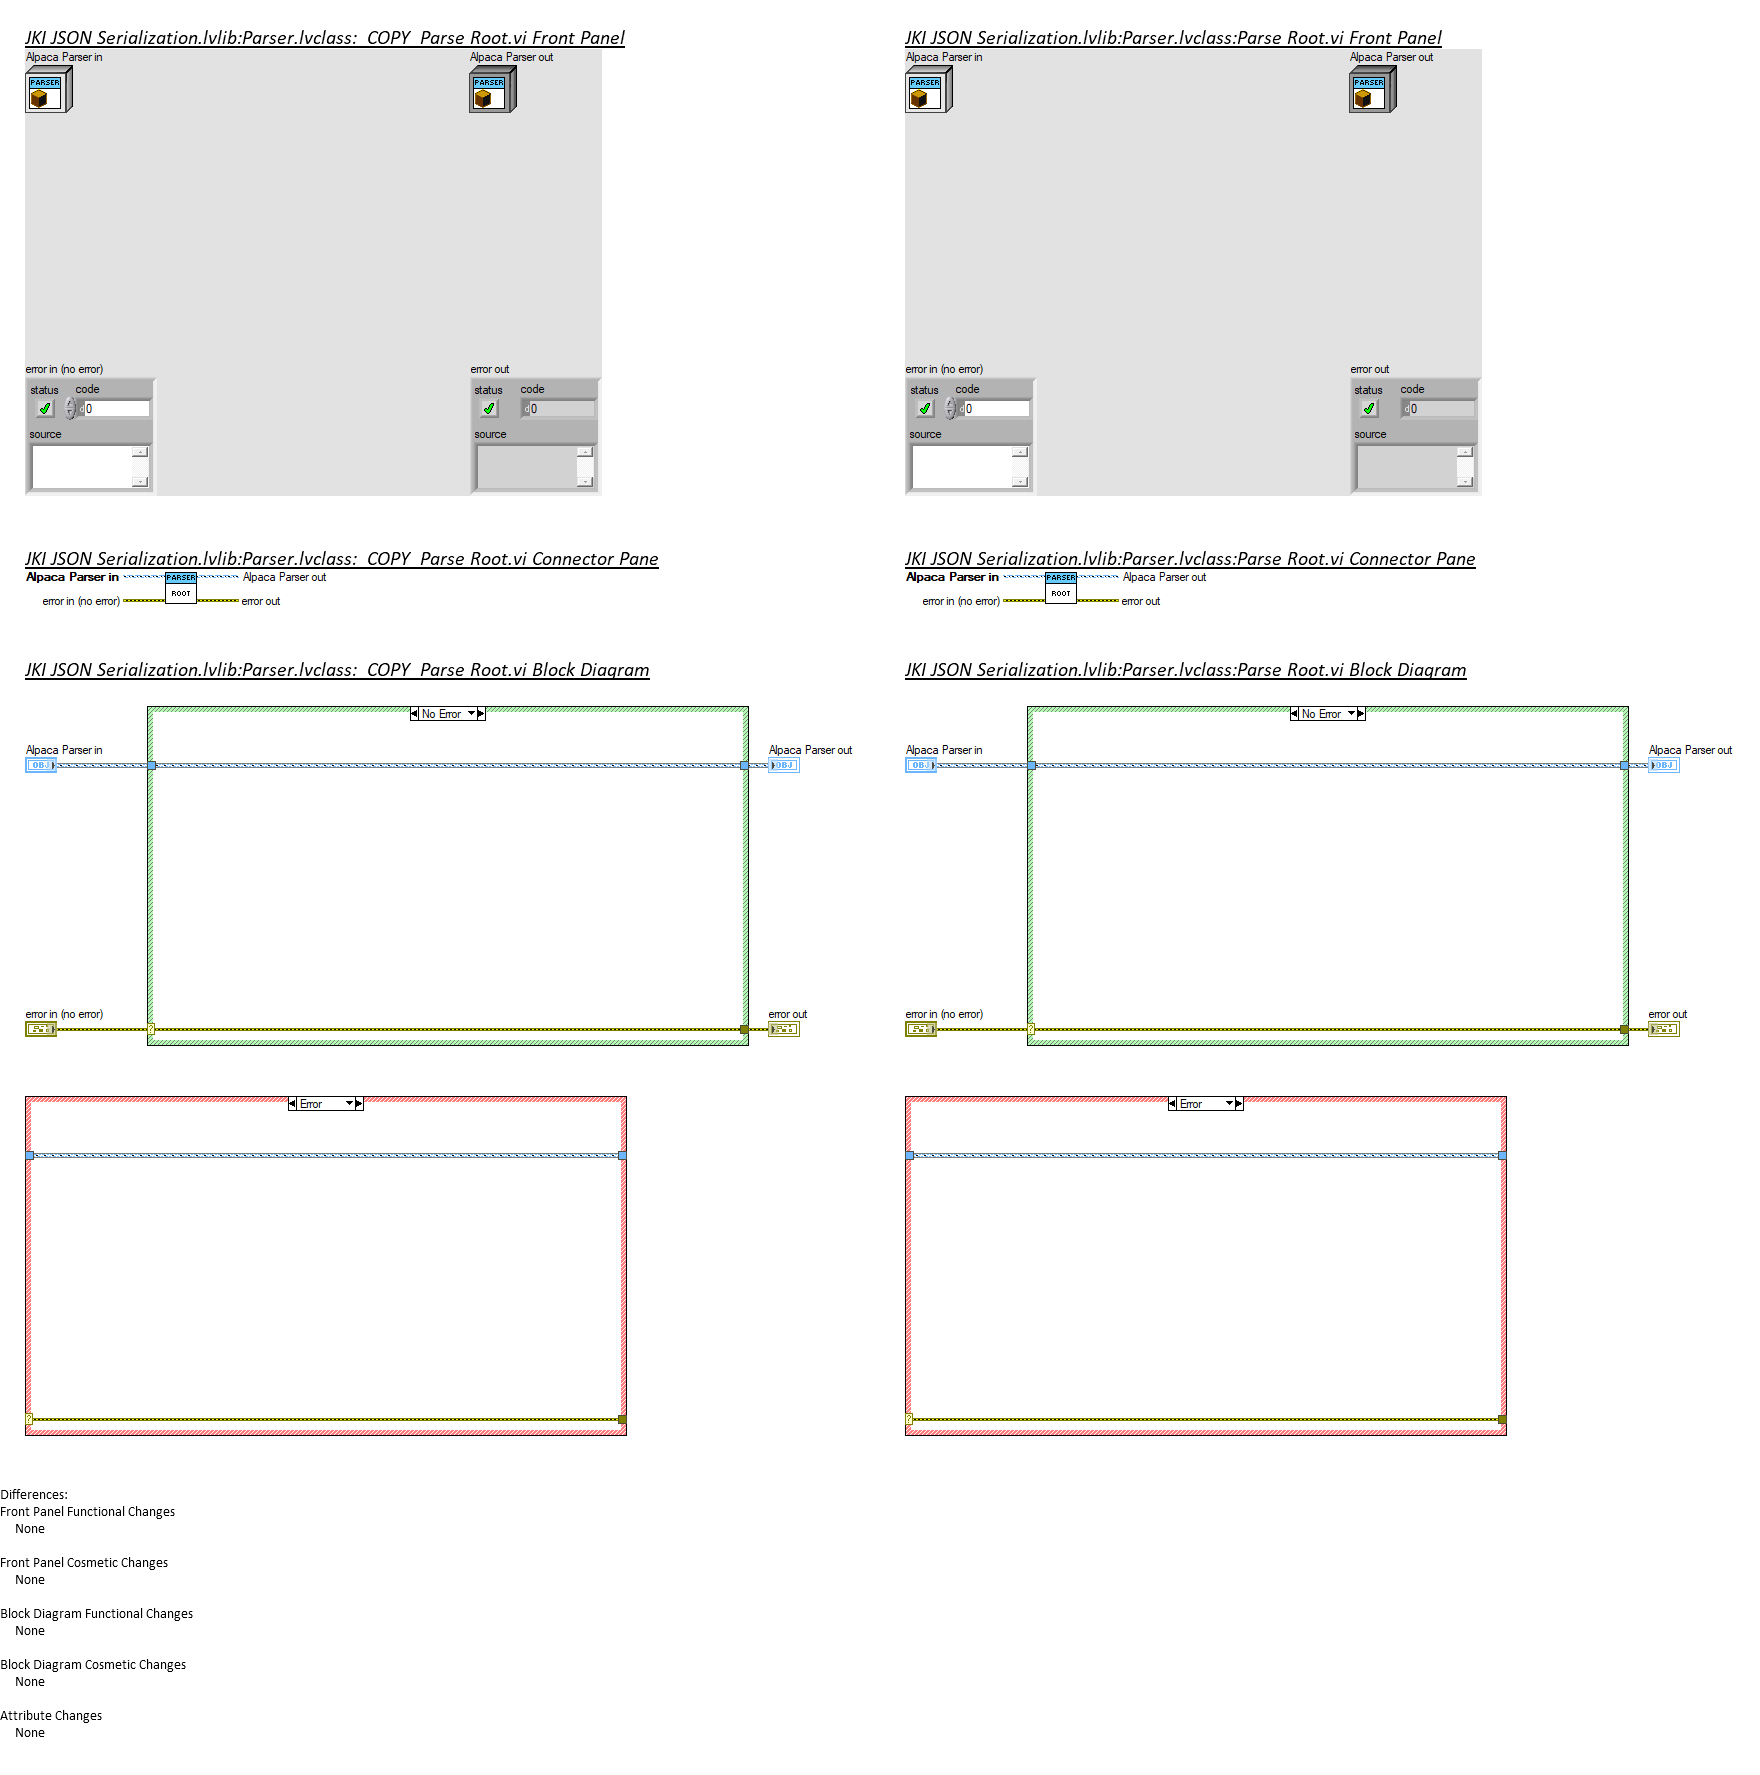 JKI JSON Serialization.lvlib:Parser.lvclass:  COPY  Parse Root.vi Front Panel
Alpaca Parser in
Alpaca Parser out
PARSER
PARSER
error in (no error)
error out
status
code
status
code
d
0
d
0
source
source
JKI JSON Serialization.lvlib:Parser.lvclass:Parse Root.vi Front Panel
Alpaca Parser in
Alpaca Parser out
PARSER
PARSER
error in (no error)
error out
status
code
status
code
d
0
d
0
source
source
JKI JSON Serialization.lvlib:Parser.lvclass:  COPY  Parse Root.vi Connector Pane
Alpaca Parser in
PARSER
Alpaca Parser out
ROOT
error in (no error)
error out
JKI JSON Serialization.lvlib:Parser.lvclass:Parse Root.vi Connector Pane
Alpaca Parser in
PARSER
Alpaca Parser out
ROOT
error in (no error)
error out
JKI JSON Serialization.lvlib:Parser.lvclass:  COPY  Parse Root.vi Block Diagram
No Error
Alpaca Parser in
Alpaca Parser out
OBJ
OBJ
error in (no error)
error out
?
Error
?
JKI JSON Serialization.lvlib:Parser.lvclass:Parse Root.vi Block Diagram
No Error
Alpaca Parser in
Alpaca Parser out
OBJ
OBJ
error in (no error)
error out
?
Error
?
Differences:
Front Panel Functional Changes
None
Front Panel Cosmetic Changes
None
Block Diagram Functional Changes
None
Block Diagram Cosmetic Changes
None
Attribute Changes
None